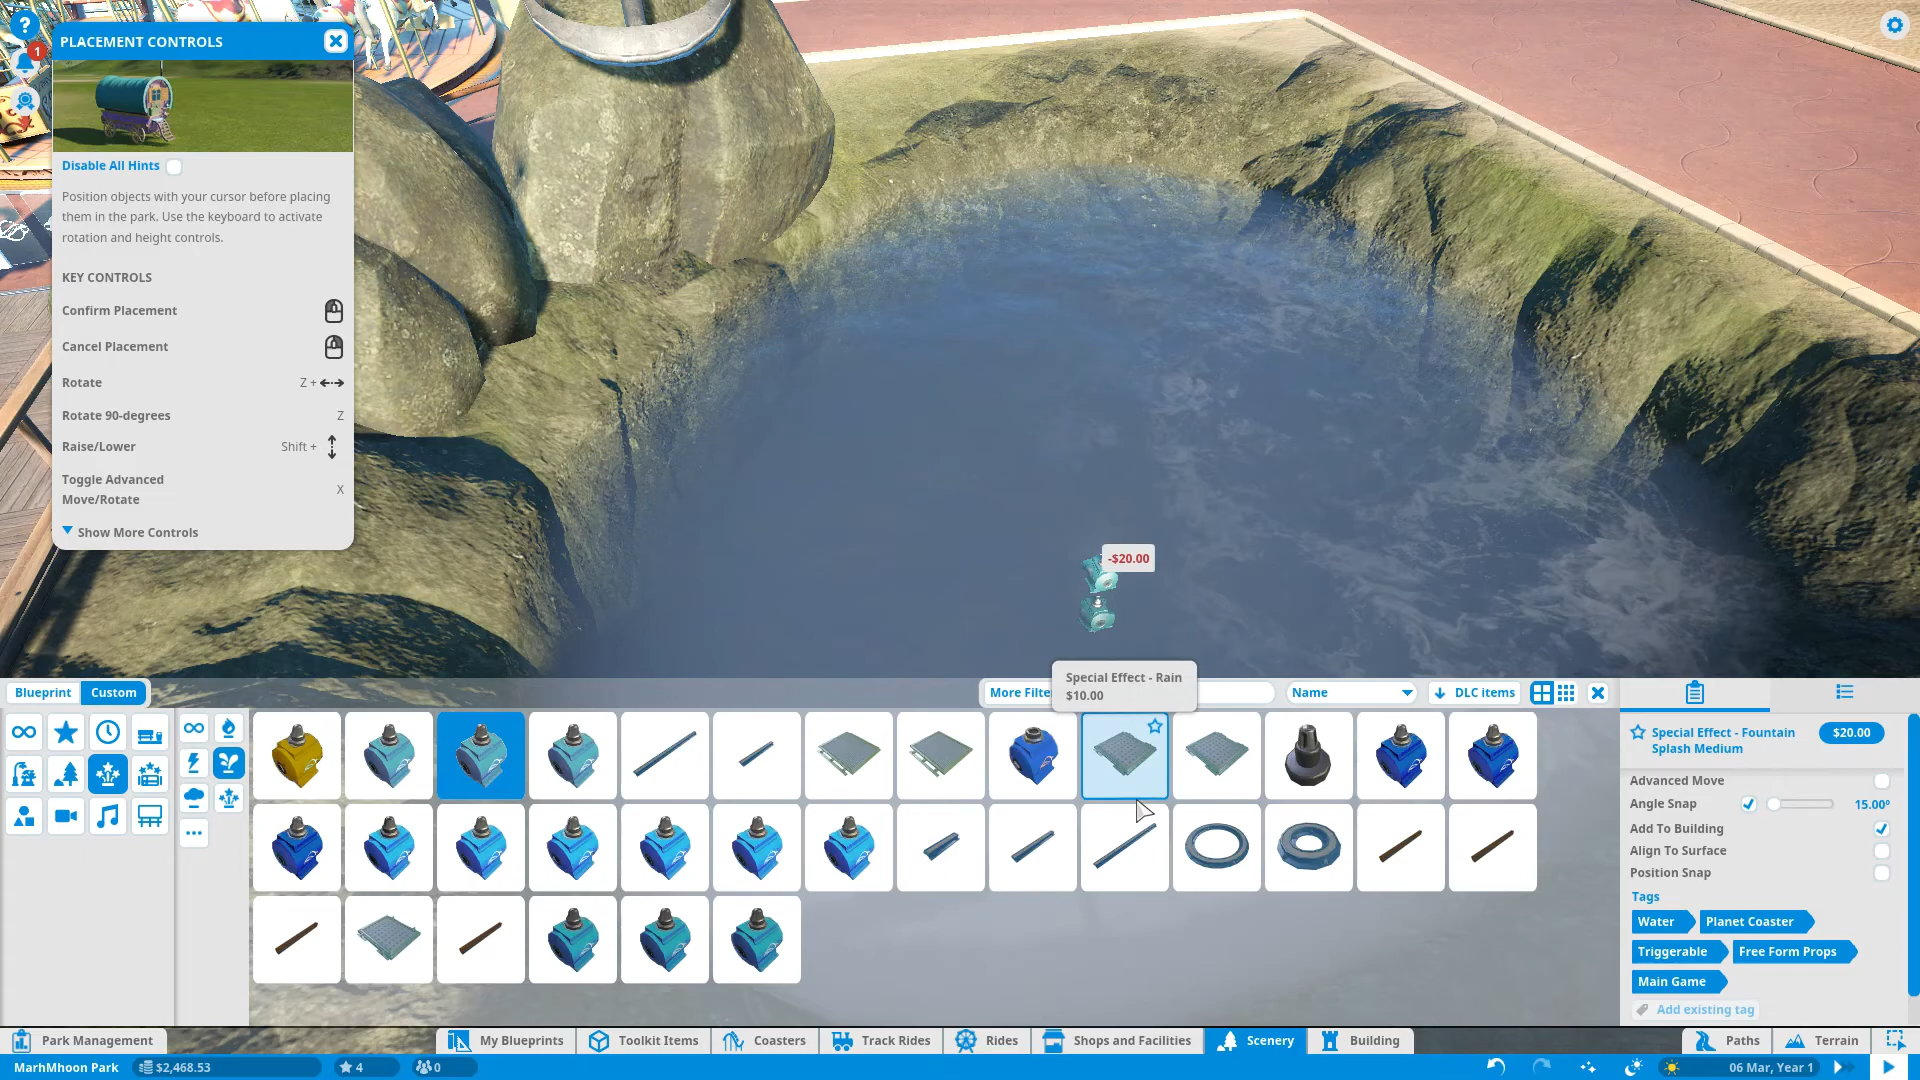 ?
1
PLACEMENT CONTROLS
Disable All Hints
Position objects with your cursor before placing
them in the park. Use the keyboard to activate
rotation and height controls.
KEY CONTROLS
Confirm Placement
Cancel Placement
Rotate Z +
Rotate 90-degrees Z
Raise/Lower Shift +
Toggle Advanced
Move/Rotate X
Show More Controls
-$20.00
Special Effect - Rain
$10.00
Blueprint Custom
More Filte
Name
DLC items
Special Effect - Fountain
Splash Medium
$20.00
Advanced Move
Angle Snap 15.00°
Add To Building
Align To Surface
Position Snap
Tags
Water Planet Coaster
Triggerable Free Form Props
Main Game
Add existing tag
Park Management My Blueprints Toolkit Items Coasters Track Rides Rides Shops and Facilities Scenery Building Paths Terrain
MarhMhoon Park $2,468.53 4 0 06 Mar, Year 1